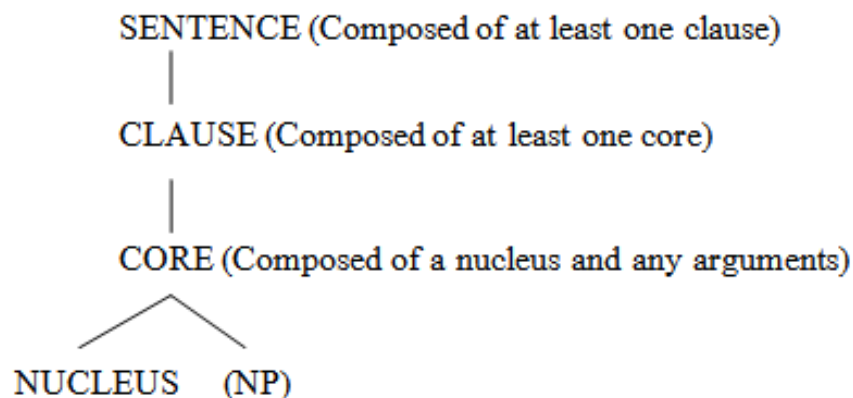 SENTENCE (Composed of at least one clause)
CLAUSE (Composed of at least one core)
CORE (Composed of a nucleus and any arguments)
NUCLEUS (NP)